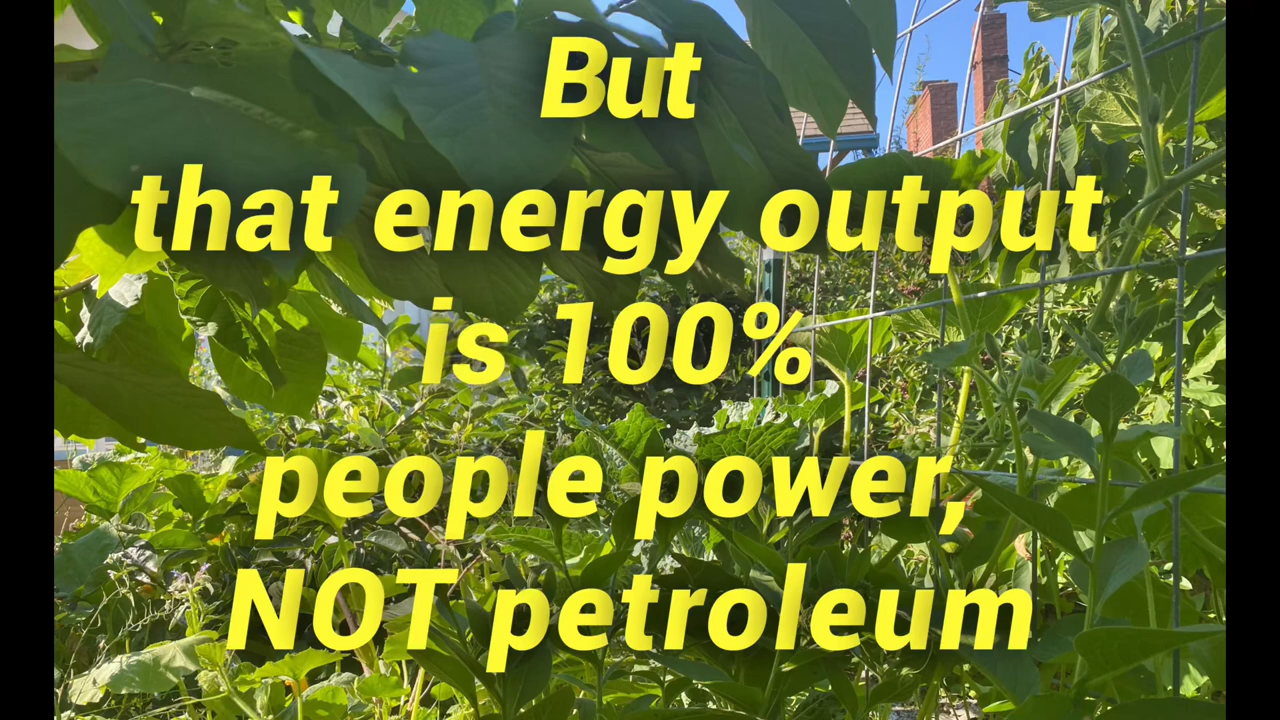 But
that energy output
is 100%
people power,
NOT petroleum